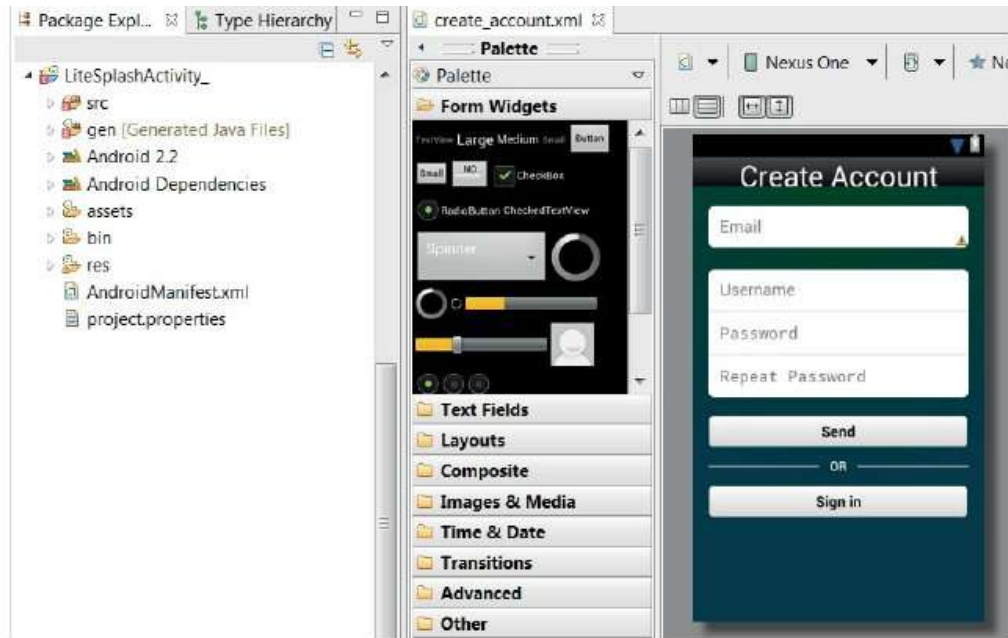 Package Expl...
Type Hierarchy
LiteSplashActivity_
src
gen [Generated Java Files]
Android 2.2
Android Dependencies
assets
bin
res
AndroidManifest.xml
project.properties
create_account.xml
Palette
Palette
Form Widgets
TextView Large Medium Small Button
Small NO CheckBox
RadioButton CheckedTextView
Spinner
Text Fields
Layouts
Composite
Images & Media
Time & Date
Transitions
Advanced
Other
Nexus One
Create Account
Email
Username
Password
Repeat Password
Send
OR
Sign in